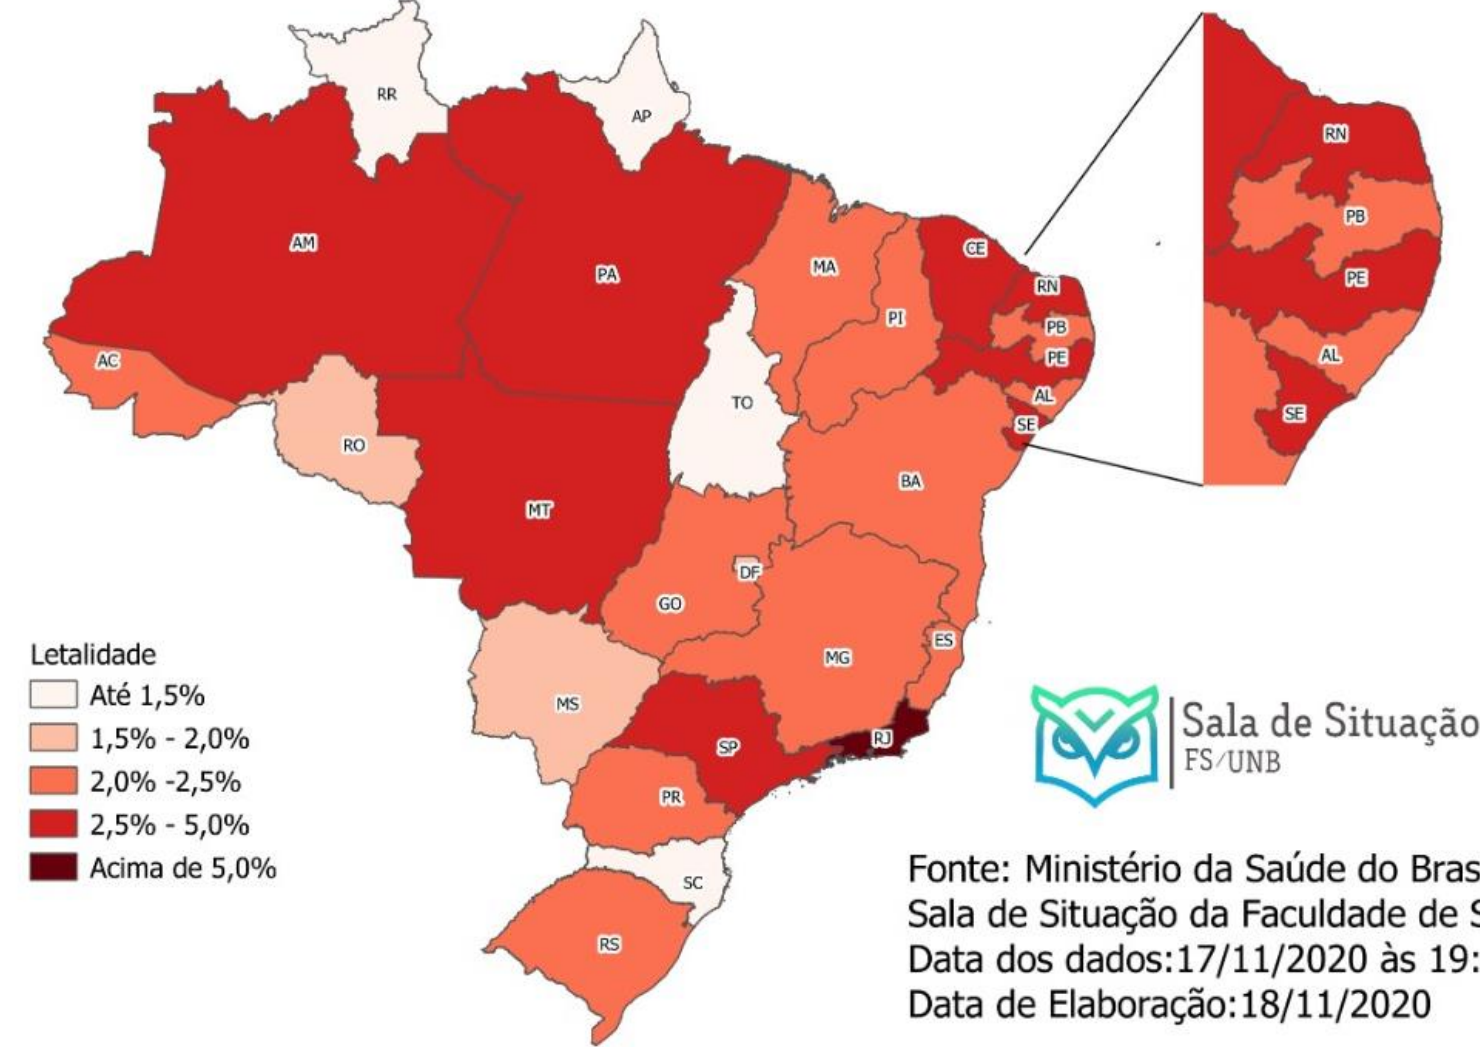 RR
AP
AM
PA
MA
CE
RN
PB
PE
AL
SE
PI
AC
RO
TO
BA
MT
DF
GO
MG
ES
MS
SP
RJ
PR
SC
RS
RN
PB
PE
AL
SE
Letalidade
Até 1,5%
1,5% - 2,0%
2,0% -2,5%
2,5% - 5,0%
Acima de 5,0%
Sala de Situação
FS/UNB
Fonte: Ministério da Saúde do Bras
Sala de Situação da Faculdade de S
Data dos dados:17/11/2020 às 19:
Data de Elaboração:18/11/2020